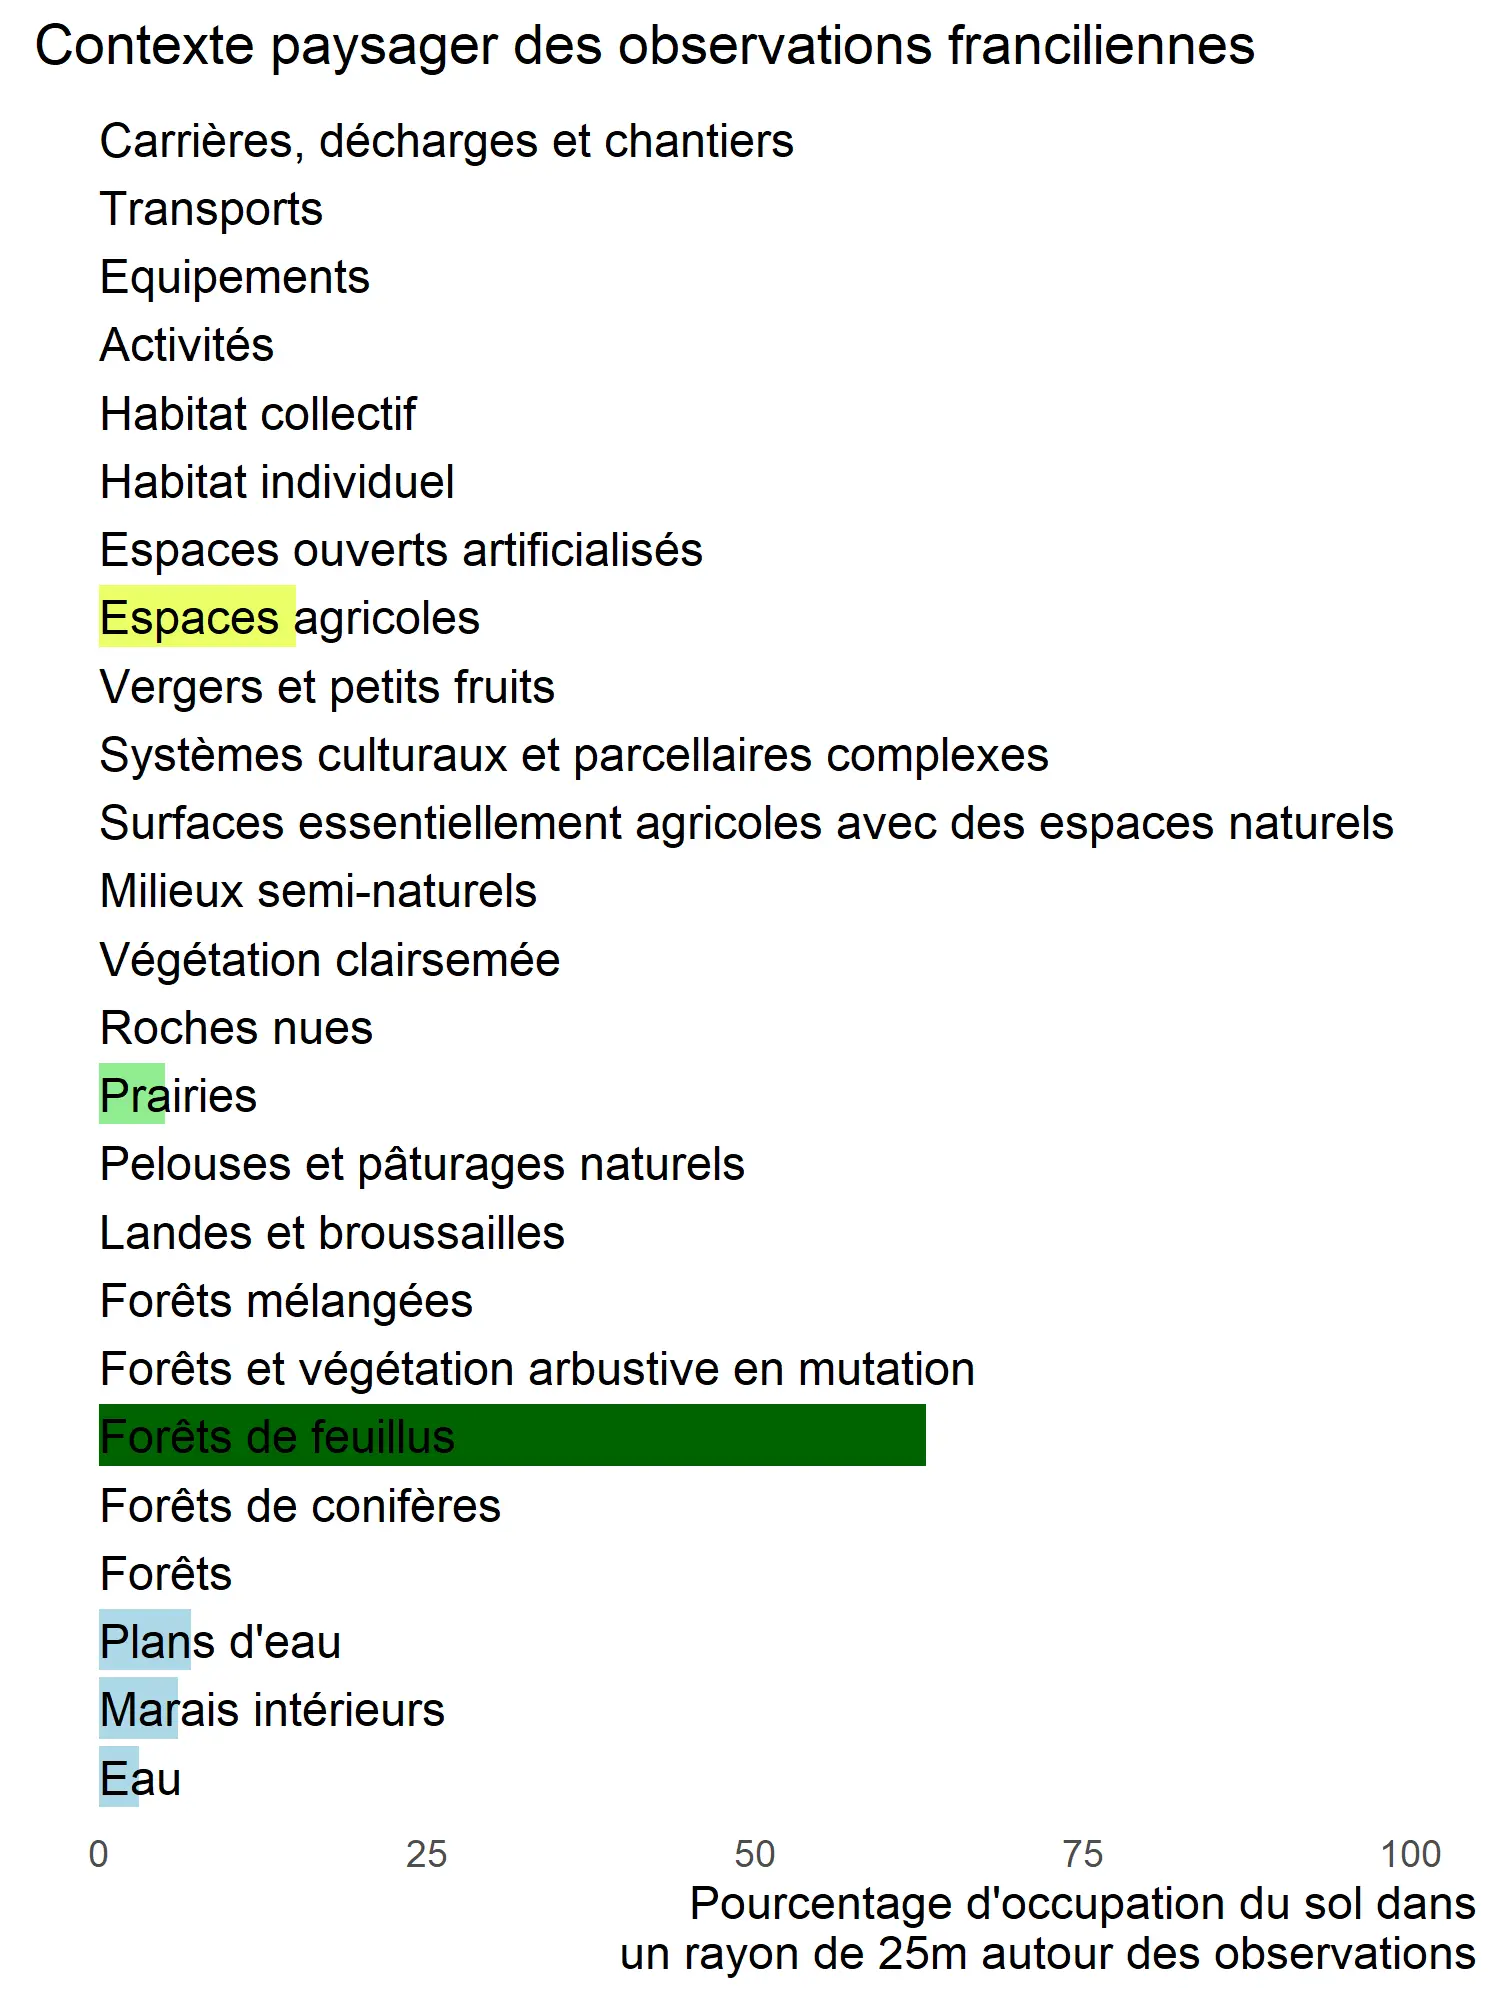 Contexte paysager des observations franciliennes
Carrières, décharges et chantiers
Transports
Equipements
Activités
Habitat collectif
Habitat individuel
Espaces ouverts artificialisés
Espaces agricoles
Vergers et petits fruits
Systèmes culturaux et parcellaires complexes
Surfaces essentiellement agricoles avec des espaces naturels
Milieux semi-naturels
Végétation clairsemée
Roches nues
Prairies
Pelouses et pâturages naturels
Landes et broussailles
Forêts mélangées
Forêts et végétation arbustive en mutation
Forêts de feuillus
Forêts de conifères
Forêts
Plans d'eau
Marais intérieurs
Eau
0 25 50 75 100
Pourcentage d'occupation du sol dans
un rayon de 25m autour des observations